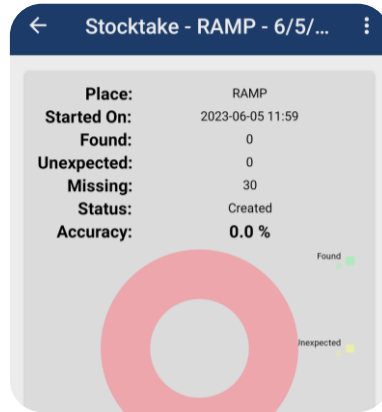 Stocktake - RAMP - 6/5/...
Place: RAMP
Started On: 2023-06-05 11:59
Found: 0
Unexpected: 0
Missing: 30
Status: Created
Accuracy: 0.0 %
Found
Unexpected